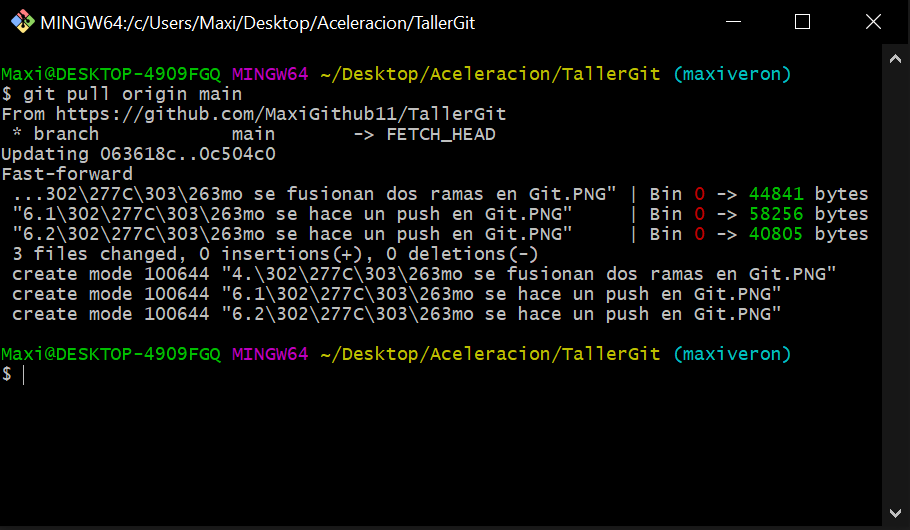 MINGW64:/c/Users/Maxi/Desktop/Aceleracion/TallerGit
Maxi@DESKTOP-4909FGQ MINGW64 ~/Desktop/Aceleracion/TallerGit (maxiveron)
$ git pull origin main
From https://github.com/MaxiGithub11/TallerGit
 * branch            main       -> FETCH_HEAD
Updating 063618c..0c504c0
Fast-forward
 ...302\277C\303\263mo se fusionan dos ramas en Git.PNG" | Bin 0 -> 44841 bytes
 "6.1\302\277C\303\263mo se hace un push en Git.PNG"     | Bin 0 -> 58256 bytes
 "6.2\302\277C\303\263mo se hace un push en Git.PNG"     | Bin 0 -> 40805 bytes
 3 files changed, 0 insertions(+), 0 deletions(-)
 create mode 100644 "4.\302\277C\303\263mo se fusionan dos ramas en Git.PNG"
 create mode 100644 "6.1\302\277C\303\263mo se hace un push en Git.PNG"
 create mode 100644 "6.2\302\277C\303\263mo se hace un push en Git.PNG"
Maxi@DESKTOP-4909FGQ MINGW64 ~/Desktop/Aceleracion/TallerGit (maxiveron)
$